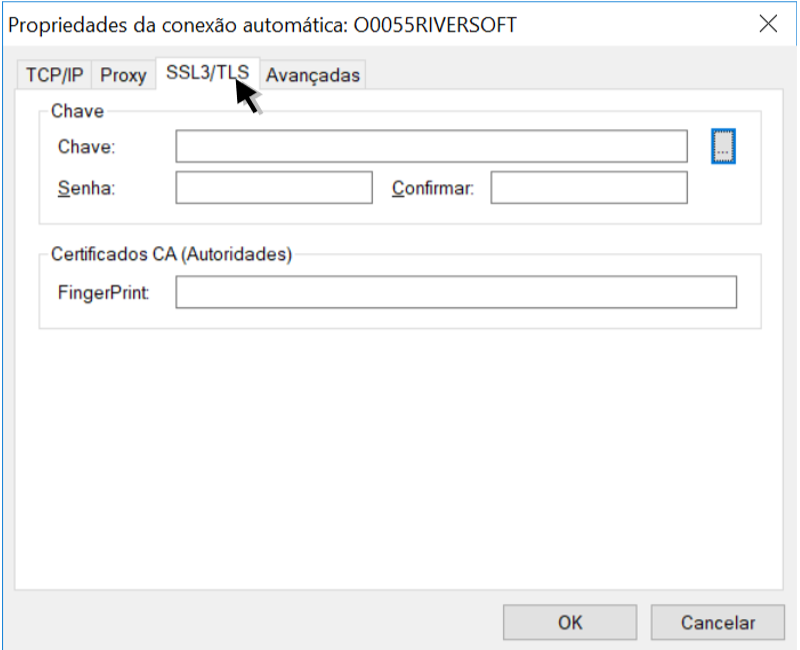 Propriedades da conexão automática: O0055RIVERSOFT
TCP/IP Proxy SSL3/TLS Avançadas
Chave
Chave:
...
Senha: Confirmar:
Certificados CA (Autoridades)
FingerPrint:
OK Cancelar